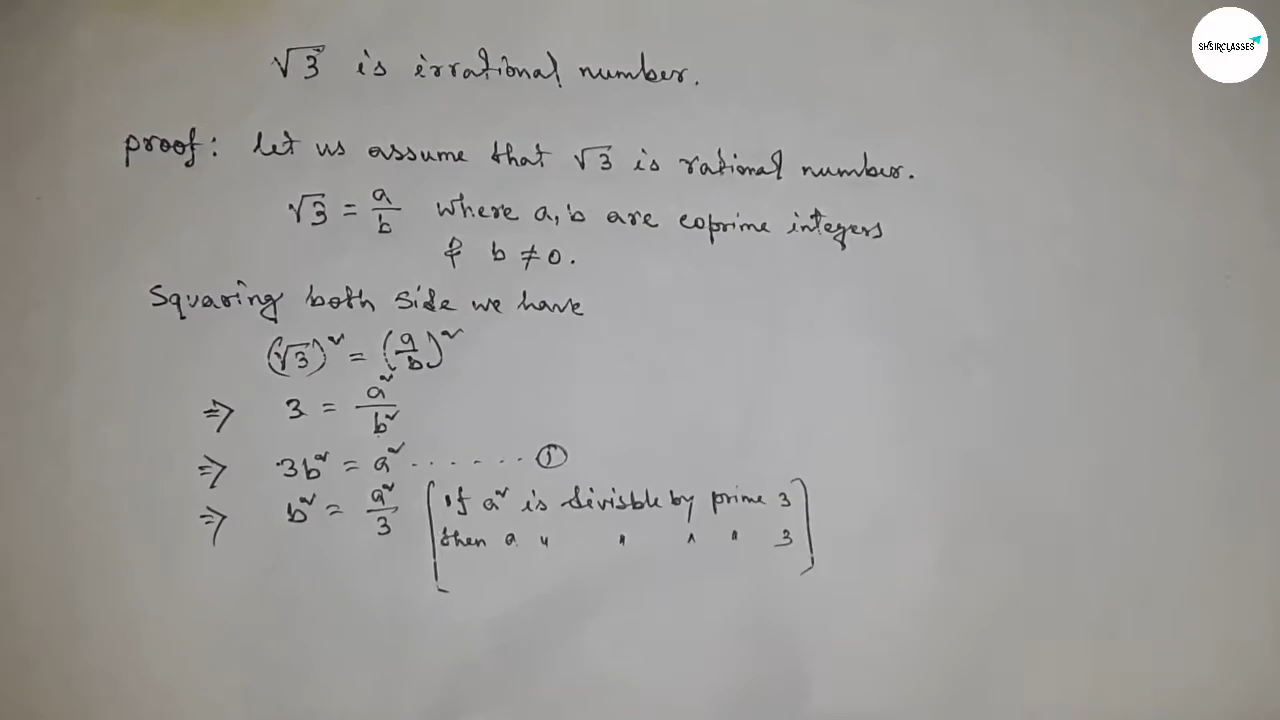 SHSIRCLASSES
√3 is irrational number.
proof: let us assume that √3 is rational number.
√3 = a/b where a, b are coprime integers
& b ≠ 0.
Squaring both side we have
(√3)² = (a/b)²
⇒ 3 = a²/b²
⇒ 3b² = a² ....... ①
⇒ b² = a²/3 [If a² is divisible by prime 3
then a " " " " 3]